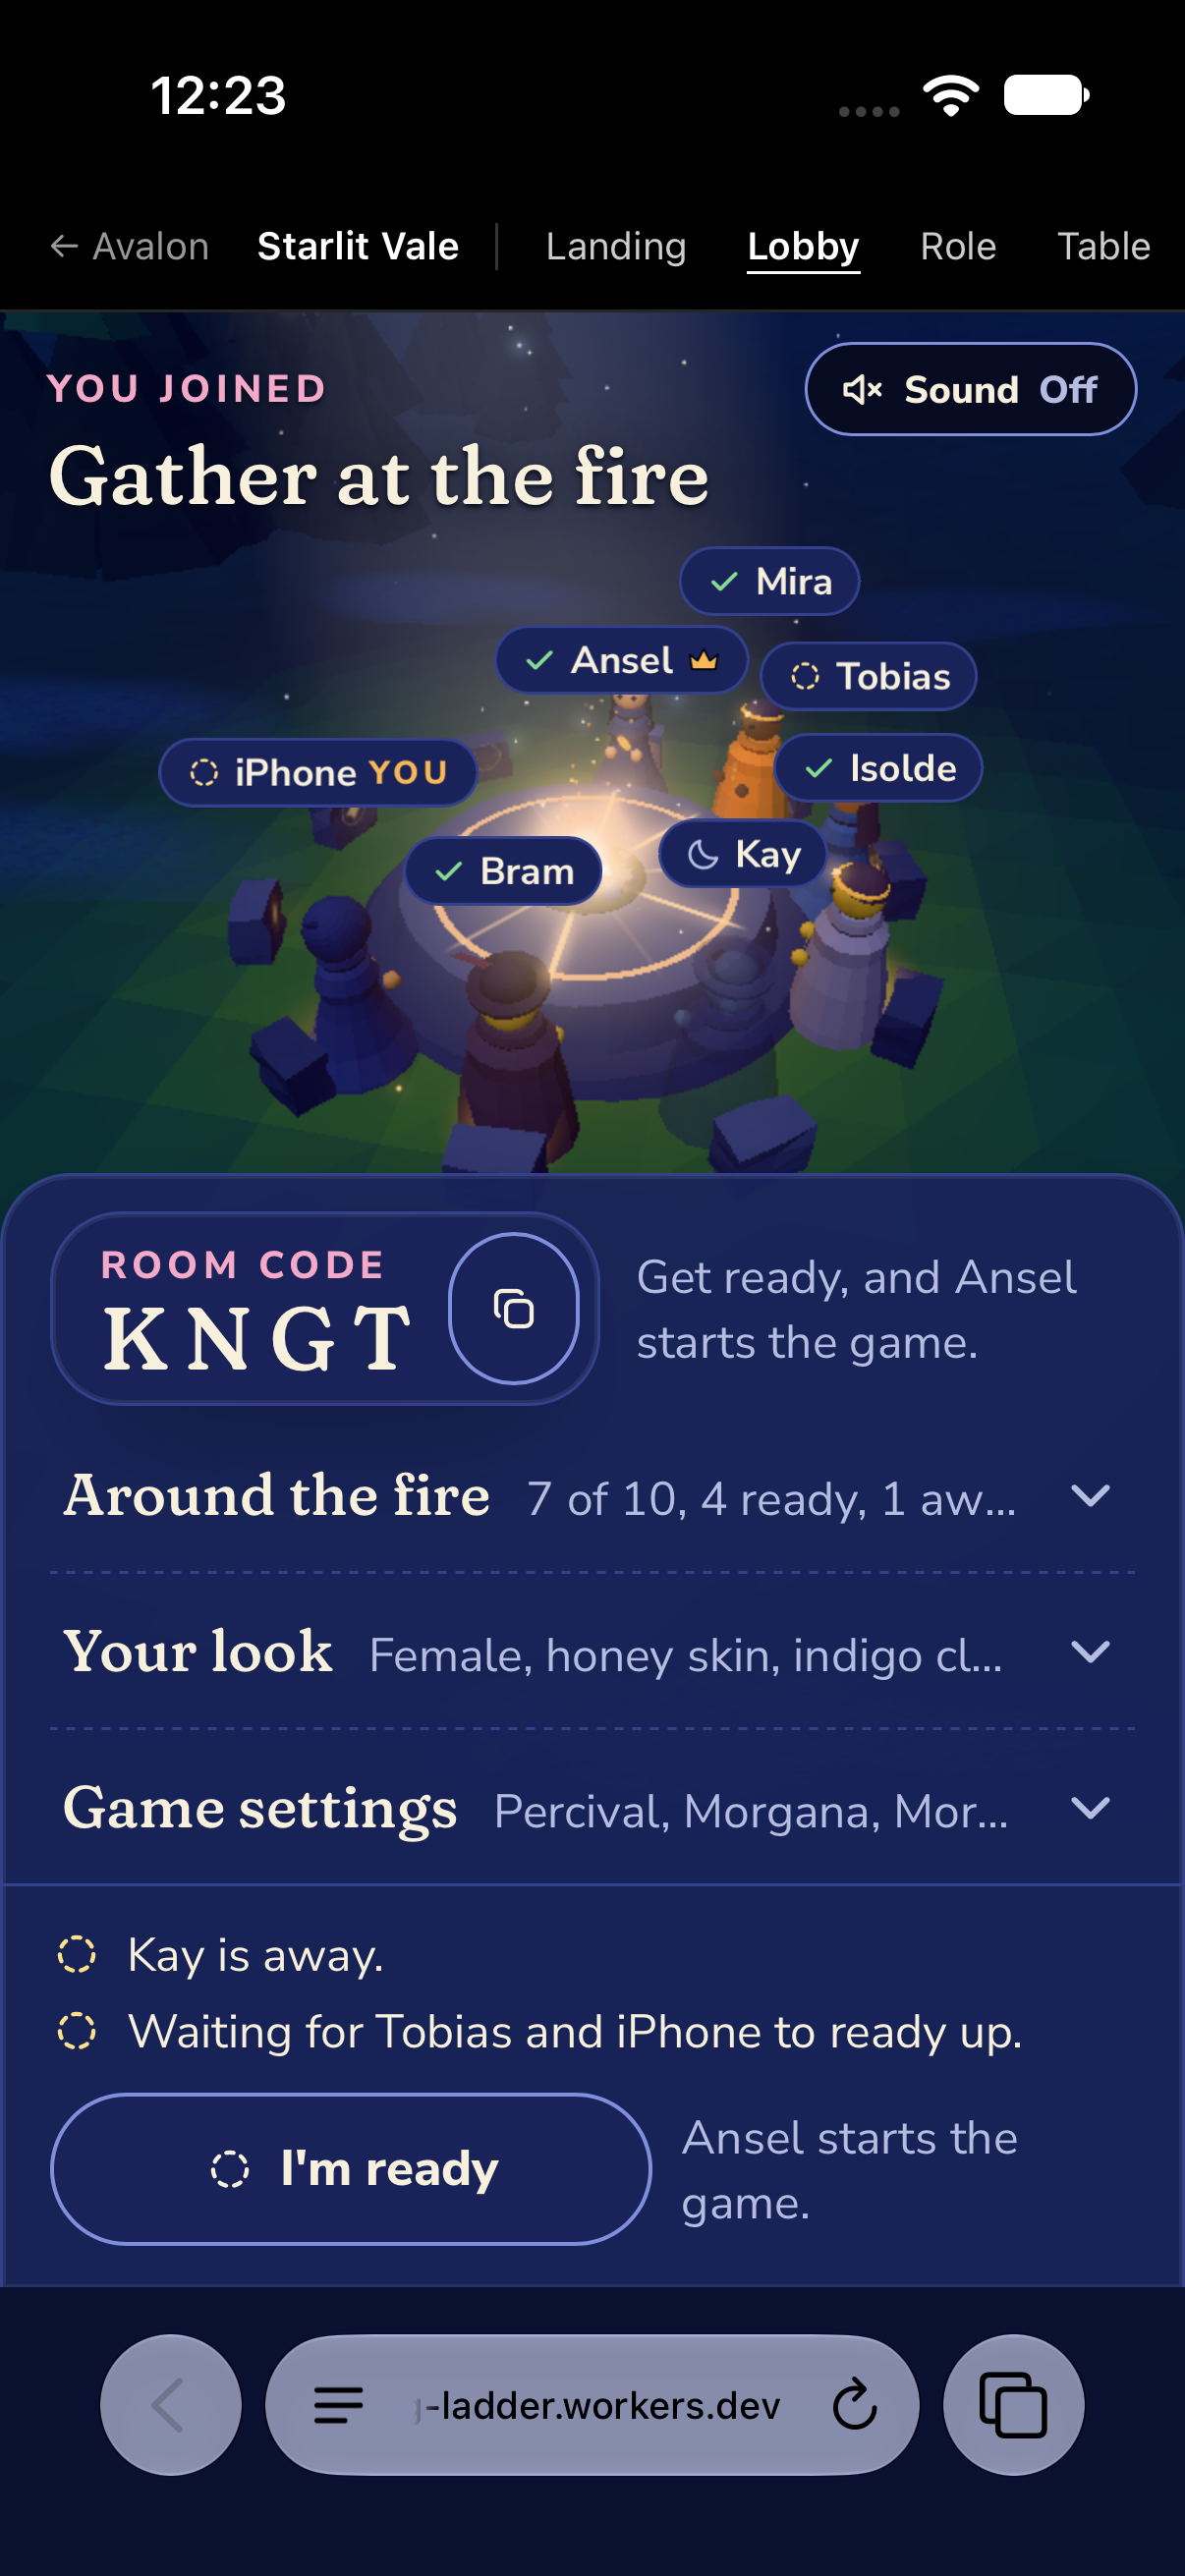 12:23
← Avalon Starlit Vale Landing Lobby Role Table
YOU JOINED
Sound Off
Gather at the fire
Mira
Ansel
Tobias
iPhone YOU
Isolde
Kay
Bram
ROOM CODE
KNGT
Get ready, and Ansel
starts the game.
Around the fire 7 of 10, 4 ready, 1 aw...
Your look Female, honey skin, indigo cl...
Game settings Percival, Morgana, Mor...
Kay is away.
Waiting for Tobias and iPhone to ready up.
I'm ready
Ansel starts the
game.
-ladder.workers.dev